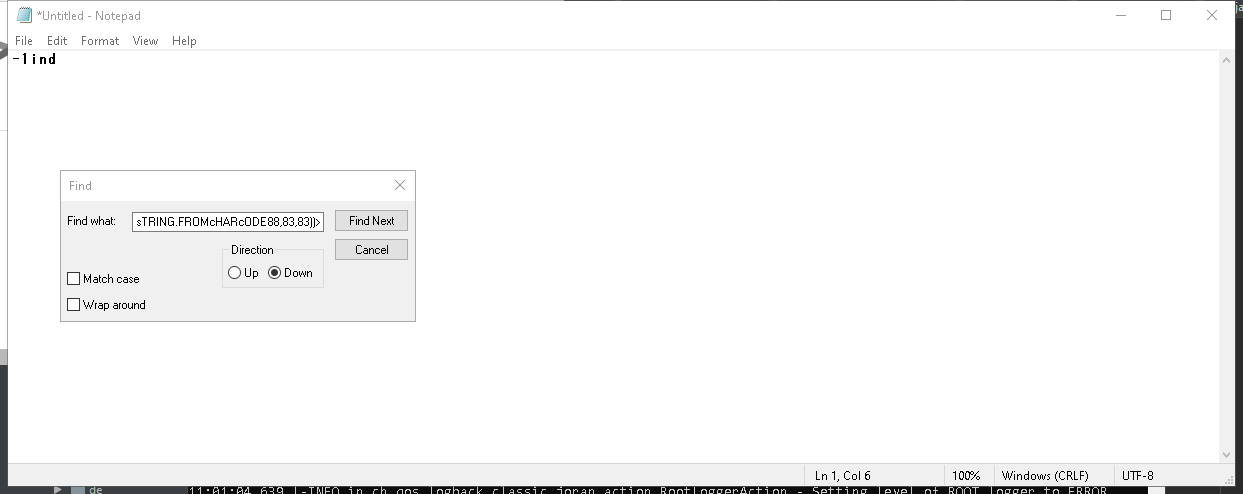 *Untitled - Notepad
File Edit Format View Help
-1ind
Find
Find what: sTRING.FROMcHARcODE88,83,83))> Find Next
Direction Cancel
Up Down
Match case
Wrap around
Ln 1, Col 6 100% Windows (CRLF) UTF-8
de 11:01:04,639 |-INFO in ch.qos.logback.classic.joran.action.RootLoggerAction - Setting level of ROOT logger to ERROR